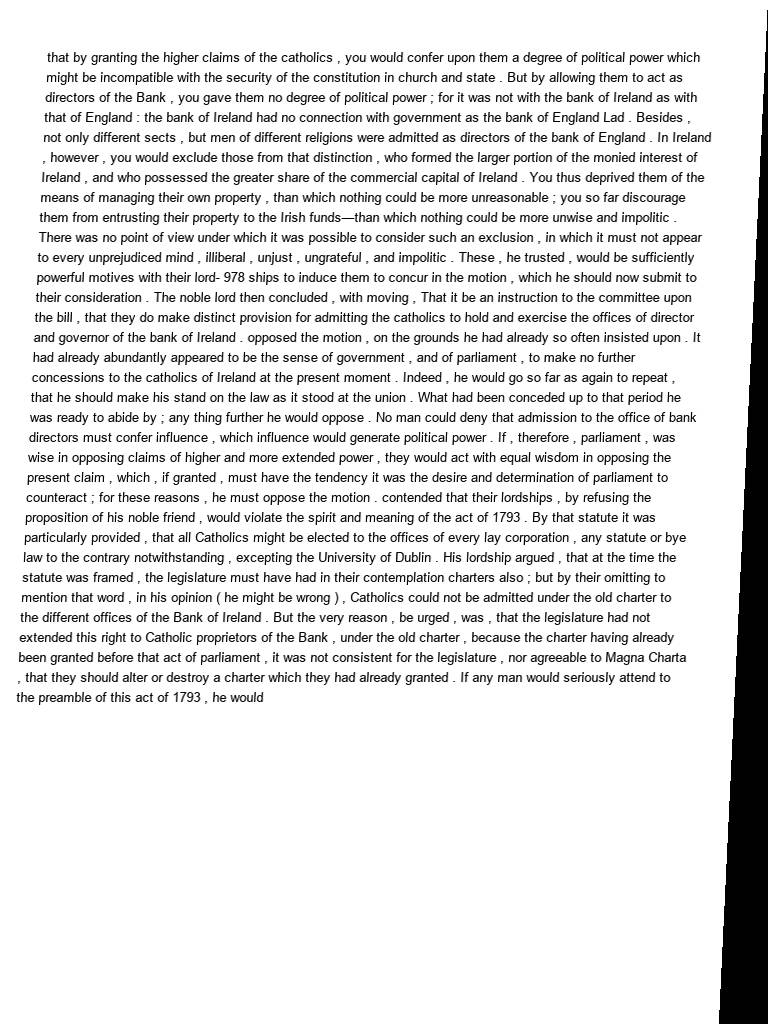 that by granting the higher claims of the catholics , you would confer upon them a degree of political power which
might be incompatible with the security of the constitution in church and state . But by allowing them to act as
directors of the Bank , you gave them no degree of political power ; for it was not with the bank of Ireland as with
that of England : the bank of Ireland had no connection with government as the bank of England Lad . Besides ,
not only different sects , but men of different religions were admitted as directors of the bank of England . In Ireland
, however , you would exclude those from that distinction , who formed the larger portion of the monied interest of
Ireland , and who possessed the greater share of the commercial capital of Ireland . You thus deprived them of the
means of managing their own property , than which nothing could be more unreasonable ; you so far discourage
them from entrusting their property to the Irish funds—than which nothing could be more unwise and impolitic .
There was no point of view under which it was possible to consider such an exclusion , in which it must not appear
to every unprejudiced mind , illiberal , unjust , ungrateful , and impolitic . These , he trusted , would be sufficiently
powerful motives with their lord- 978 ships to induce them to concur in the motion , which he should now submit to
their consideration . The noble lord then concluded , with moving , That it be an instruction to the committee upon
the bill , that they do make distinct provision for admitting the catholics to hold and exercise the offices of director
and governor of the bank of Ireland . opposed the motion , on the grounds he had already so often insisted upon . It
had already abundantly appeared to be the sense of government , and of parliament , to make no further
concessions to the catholics of Ireland at the present moment . Indeed , he would go so far as again to repeat ,
that he should make his stand on the law as it stood at the union . What had been conceded up to that period he
was ready to abide by ; any thing further he would oppose . No man could deny that admission to the office of bank
directors must confer influence , which influence would generate political power . If , therefore , parliament , was
wise in opposing claims of higher and more extended power , they would act with equal wisdom in opposing the
present claim , which , if granted , must have the tendency it was the desire and determination of parliament to
counteract ; for these reasons , he must oppose the motion . contended that their lordships , by refusing the
proposition of his noble friend , would violate the spirit and meaning of the act of 1793 . By that statute it was
particularly provided , that all Catholics might be elected to the offices of every lay corporation , any statute or bye
law to the contrary notwithstanding , excepting the University of Dublin . His lordship argued , that at the time the
statute was framed , the legislature must have had in their contemplation charters also ; but by their omitting to
mention that word , in his opinion ( he might be wrong ) , Catholics could not be admitted under the old charter to
the different offices of the Bank of Ireland . But the very reason , be urged , was , that the legislature had not
extended this right to Catholic proprietors of the Bank , under the old charter , because the charter having already
been granted before that act of parliament , it was not consistent for the legislature , nor agreeable to Magna Charta
, that they should alter or destroy a charter which they had already granted . If any man would seriously attend to
the preamble of this act of 1793 , he would